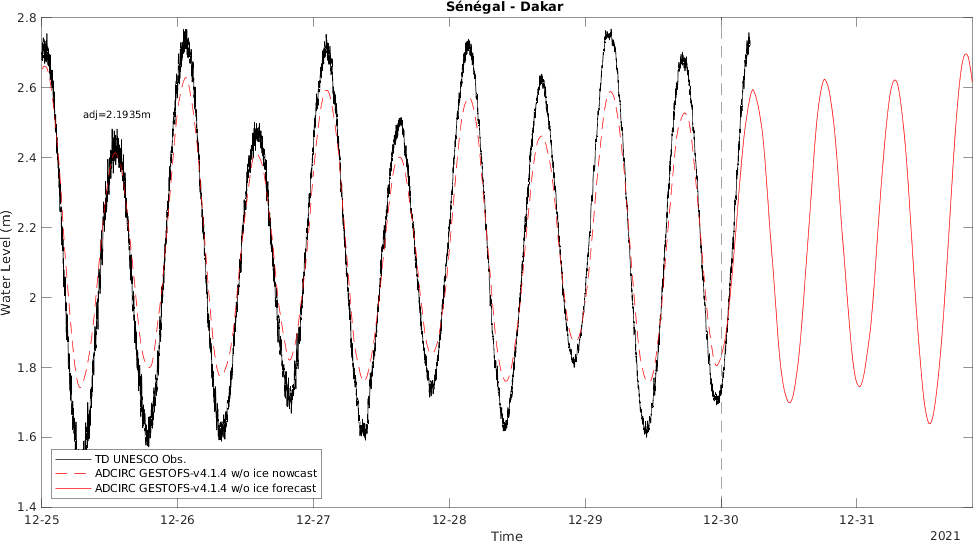 Sénégal - Dakar
2.8
2.6
2.4
2.2
2
1.8
1.6
1.4
Water Level (m)
adj=2.1935m
TD UNESCO Obs.
ADCIRC GESTOFS-v4.1.4 w/o ice nowcast
ADCIRC GESTOFS-v4.1.4 w/o ice forecast
12-25
12-26
12-27
12-28
12-29
12-30
12-31
Time
2021